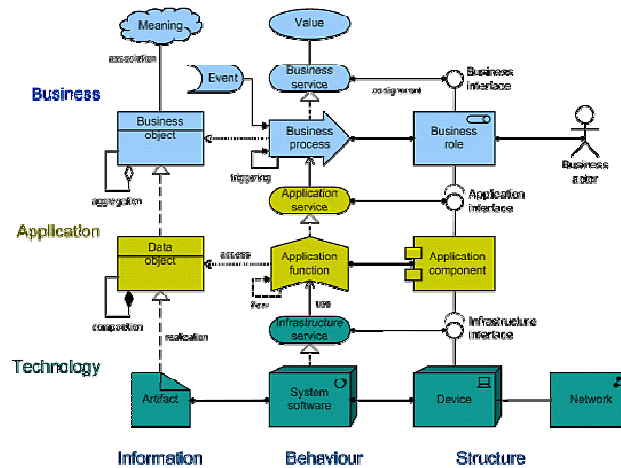 Meaning
Value
association
Event
Business
service
Business
interface
assignment
Business
Business
object
Business
process
Business
role
Business
actor
triggering
aggregation
Application
service
Application
interface
Application
Data
object
access
Application
function
Application
component
flow
use
composition
realization
Infrastructure
service
Infrastructure
interface
Technology
Artifact
System
software
Device
Network
Information
Behaviour
Structure